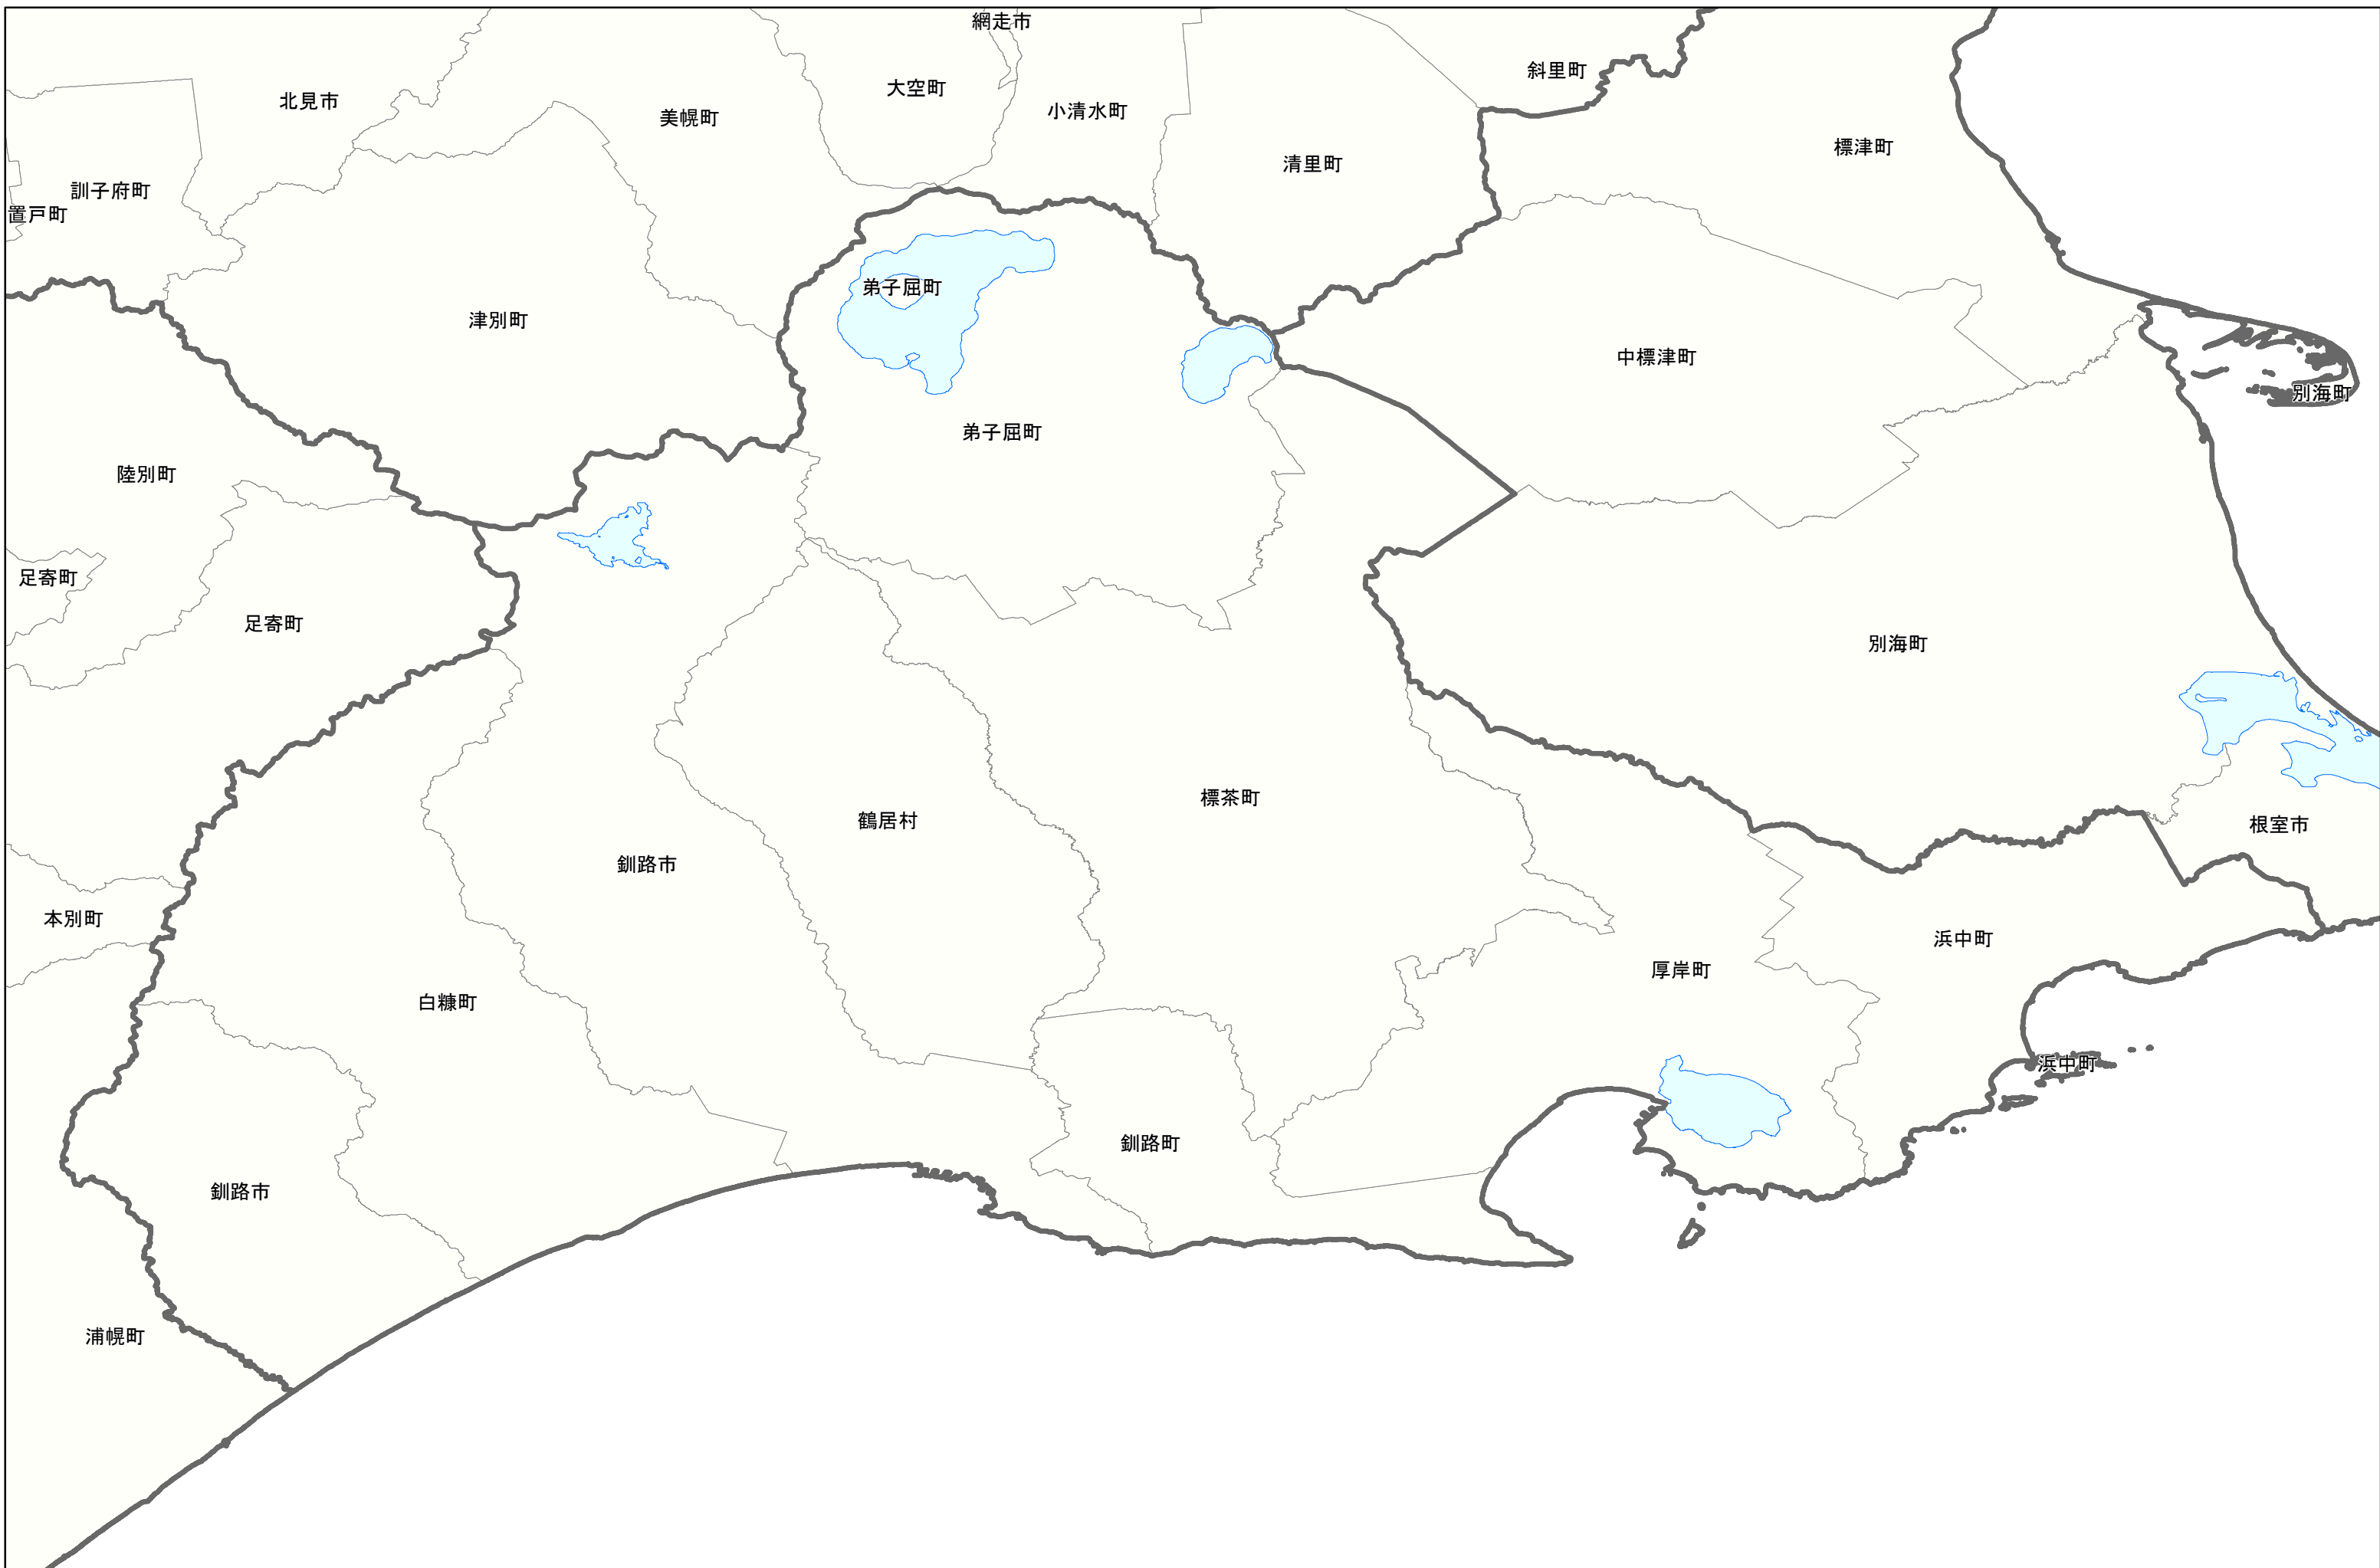 網走市
斜里町
大空町
北見市
小清水町
美幌町
標津町
清里町
訓子府町
置戸町
弟子屈町
津別町
中標津町
別海町
弟子屈町
陸別町
足寄町
足寄町
別海町
標茶町
鶴居村
根室市
釧路市
本別町
浜中町
厚岸町
白糠町
浜中町
釧路町
釧路市
浦幌町